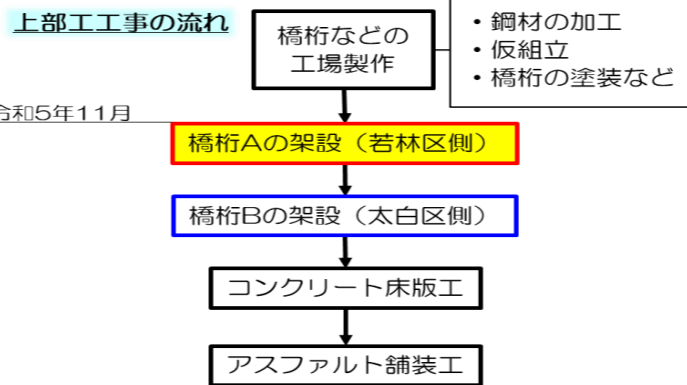 上部工工事の流れ
橋桁などの
工場製作
・鋼材の加工
・仮組立
・橋桁の塗装など
令和5年11月
橋桁Aの架設（若林区側）
橋桁Bの架設（太白区側）
コンクリート床版工
アスファルト舗装工